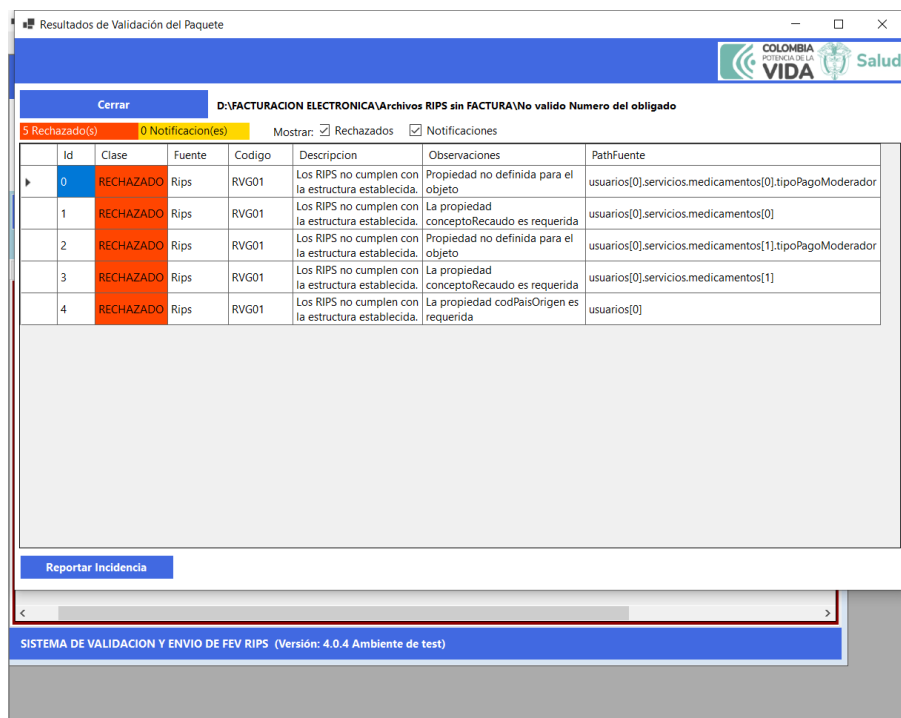 Resultados de Validación del Paquete
COLOMBIA
POTENCIA DE LA
VIDA
Salud
Cerrar
D:\FACTURACION ELECTRONICA\Archivos RIPS sin FACTURA\No valido Numero del obligado
5 Rechazado(s) 0 Notificacion(es) Mostrar: Rechazados Notificaciones
Id Clase Fuente Codigo Descripcion Observaciones PathFuente
0 RECHAZADO Rips RVG01 Los RIPS no cumplen con la estructura establecida. Propiedad no definida para el objeto usuarios[0].servicios.medicamentos[0].tipoPagoModerador
1 RECHAZADO Rips RVG01 Los RIPS no cumplen con la estructura establecida. La propiedad conceptoRecaudo es requerida usuarios[0].servicios.medicamentos[0]
2 RECHAZADO Rips RVG01 Los RIPS no cumplen con la estructura establecida. Propiedad no definida para el objeto usuarios[0].servicios.medicamentos[1].tipoPagoModerador
3 RECHAZADO Rips RVG01 Los RIPS no cumplen con la estructura establecida. La propiedad conceptoRecaudo es requerida usuarios[0].servicios.medicamentos[1]
4 RECHAZADO Rips RVG01 Los RIPS no cumplen con la estructura establecida. La propiedad codPaisOrigen es requerida usuarios[0]
Reportar Incidencia
SISTEMA DE VALIDACION Y ENVIO DE FEV RIPS (Versión: 4.0.4 Ambiente de test)